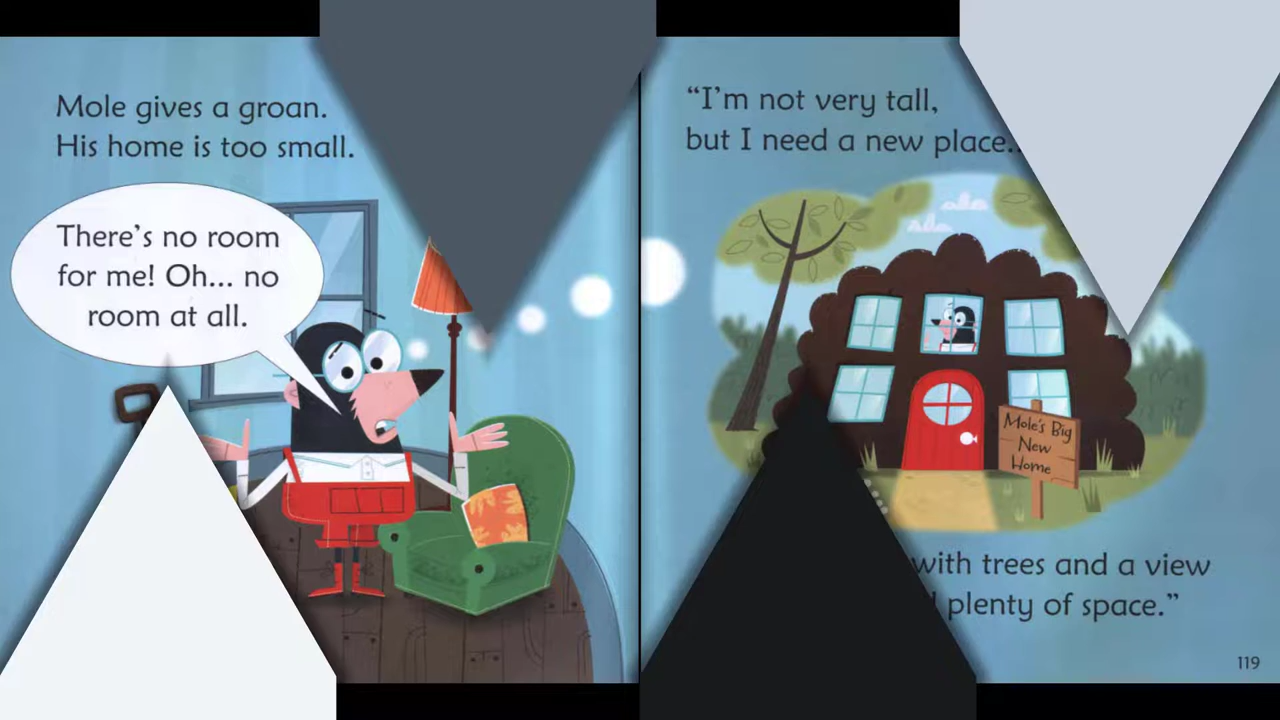 Mole gives a groan.
His home is too small.
There's no room
for me! Oh... no
room at all.
"I'm not very tall,
but I need a new place..
Mole's Big
New
Home
with trees and a view
plenty of space."
119